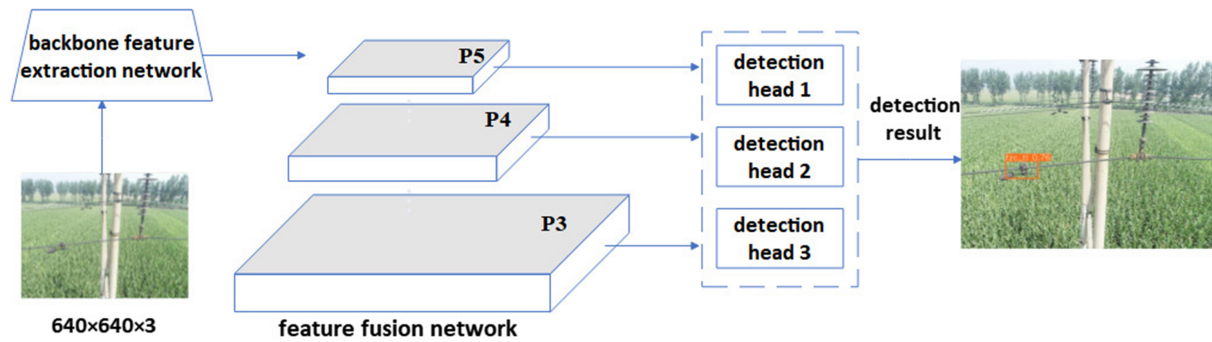 backbone feature
extraction network
640×640×3
P5
P4
P3
feature fusion network
detection
head 1
detection
head 2
detection
head 3
detection
result